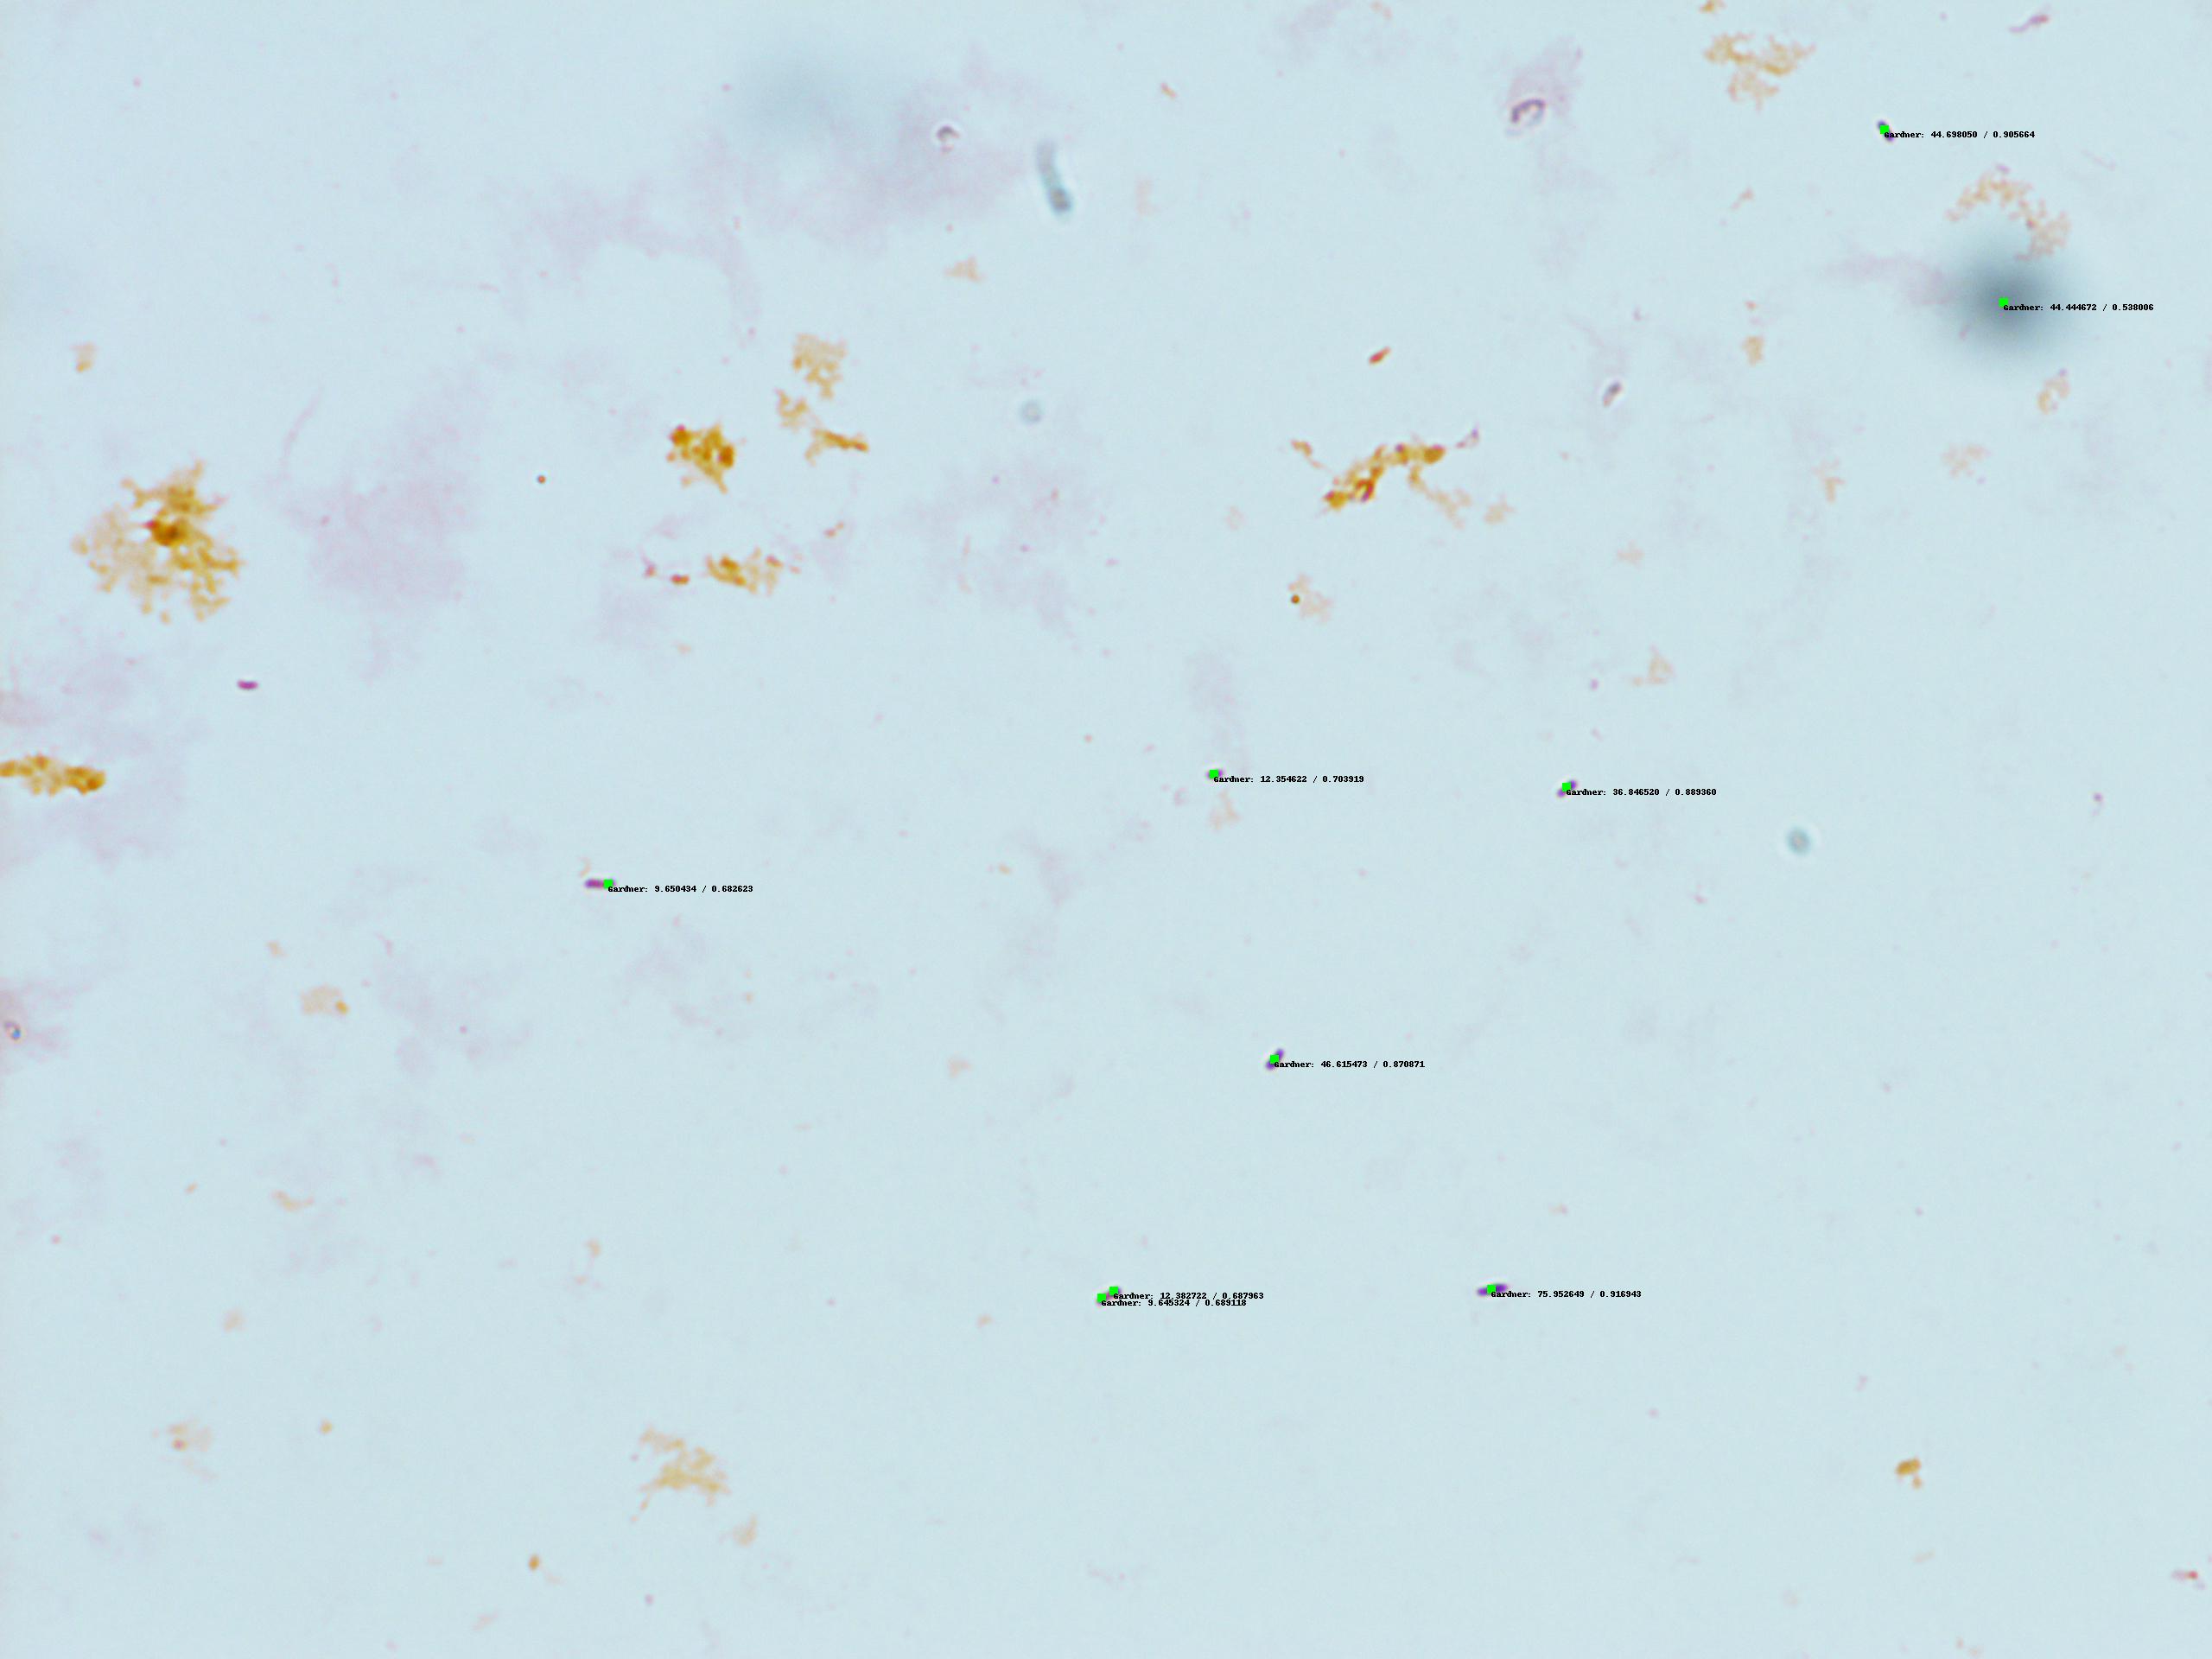 Gardner: 44.698050 / 0.905664
Gardner: 44.444672 / 0.538006
Gardner: 12.354622 / 0.703919
Gardner: 36.846520 / 0.889360
Gardner: 9.650434 / 0.682623
Gardner: 46.615473 / 0.870871
Gardner: 12.382722 / 0.687963
Gardner: 9.645324 / 0.689118
Gardner: 75.952649 / 0.916943